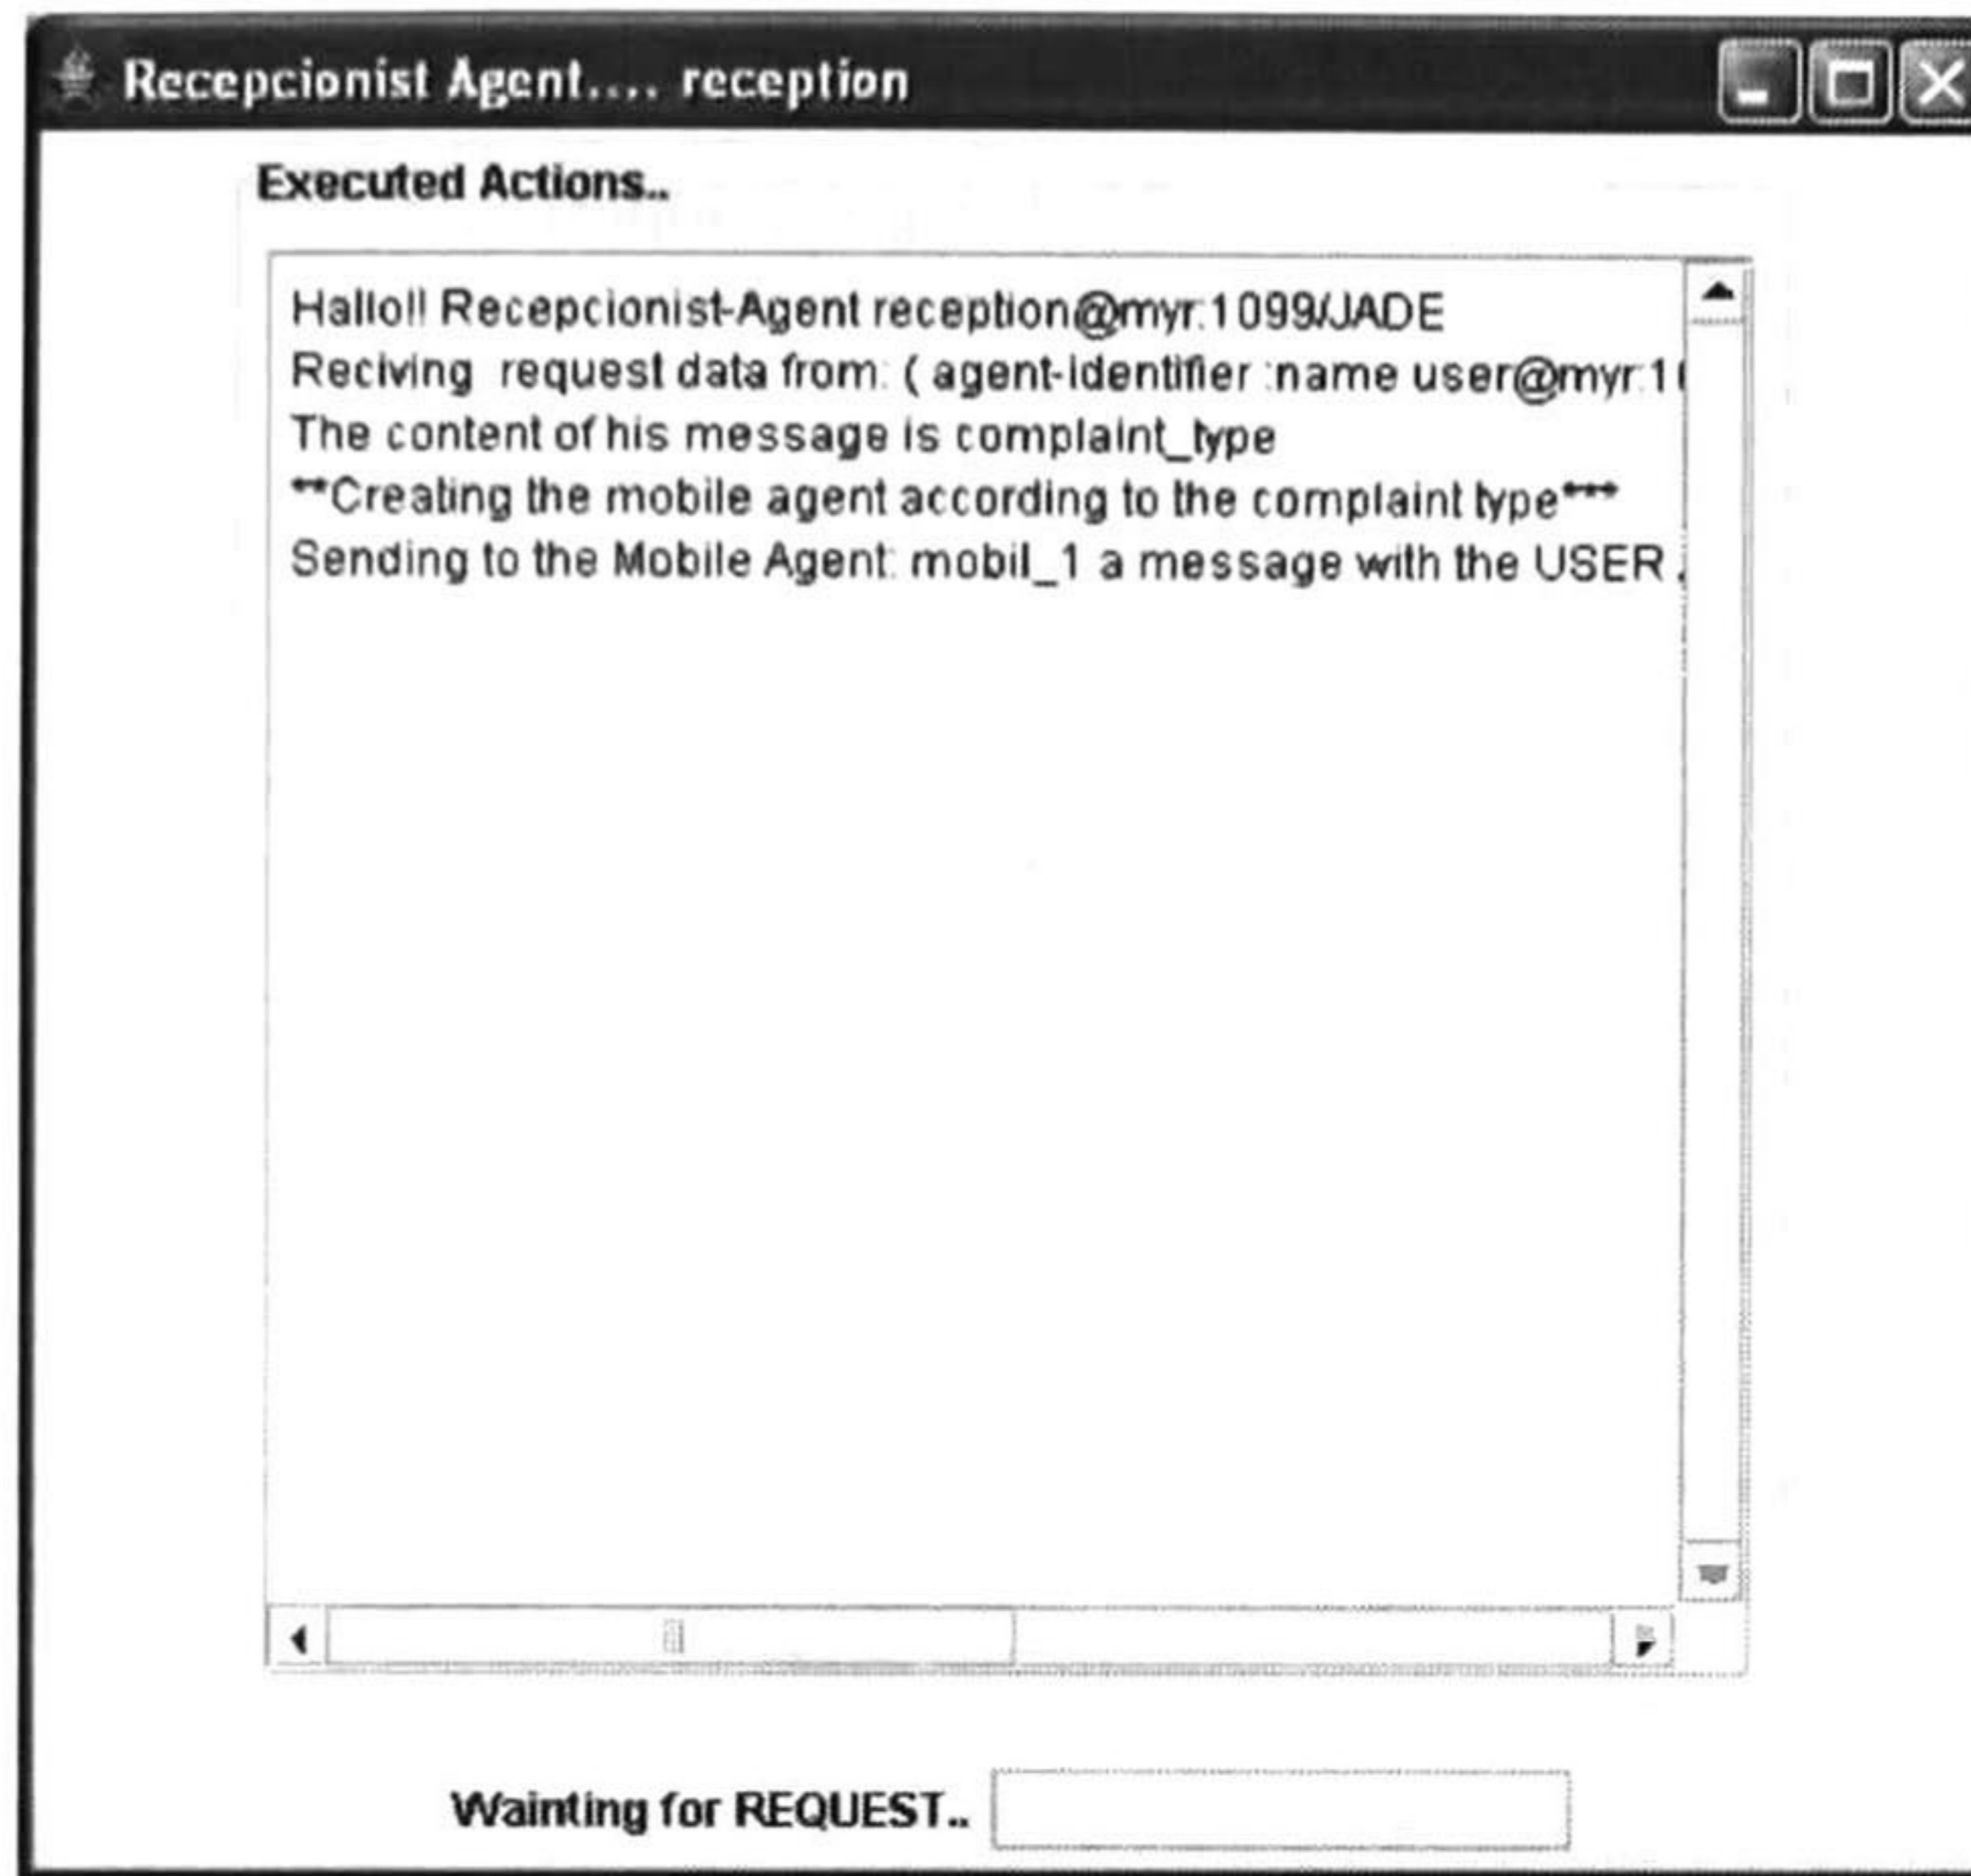 Recepcionist Agent.... reception
Executed Actions..
Hallo!! Recepcionist-Agent reception@myr:1099/JADE
Reciving request data from: ( agent-identifier :name user@myr:1
The content of his message is complaint_type
***Creating the mobile agent according to the complaint type***
Sending to the Mobile Agent: mobil_1 a message with the USER
Wainting for REQUEST..